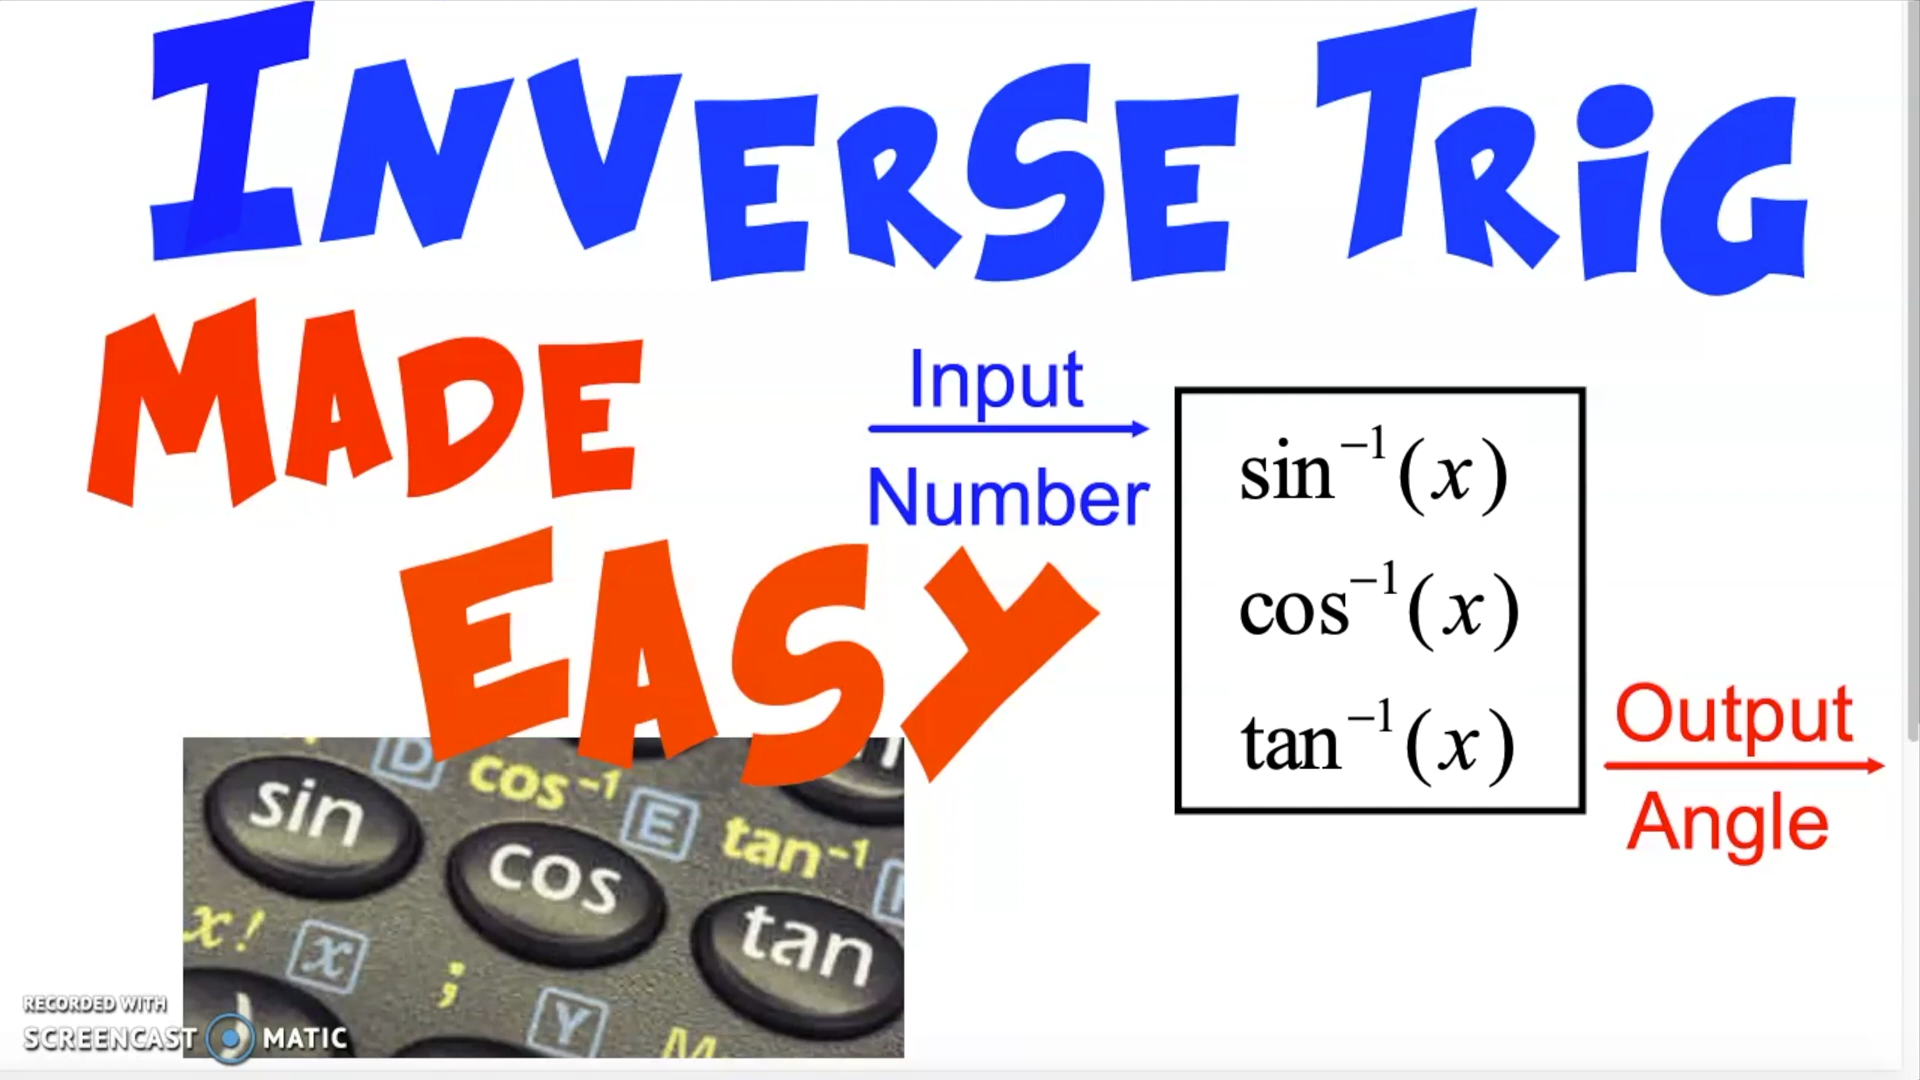 INVERSE TRiG
MADE
EASY
Input
Number
sin⁻¹(x)
cos⁻¹(x)
tan⁻¹(x)
Output
Angle
D
cos⁻¹
sin
E
tan⁻¹
cos
x!
x
;
tan
Y
RECORDED WITH
SCREENCAST MATIC